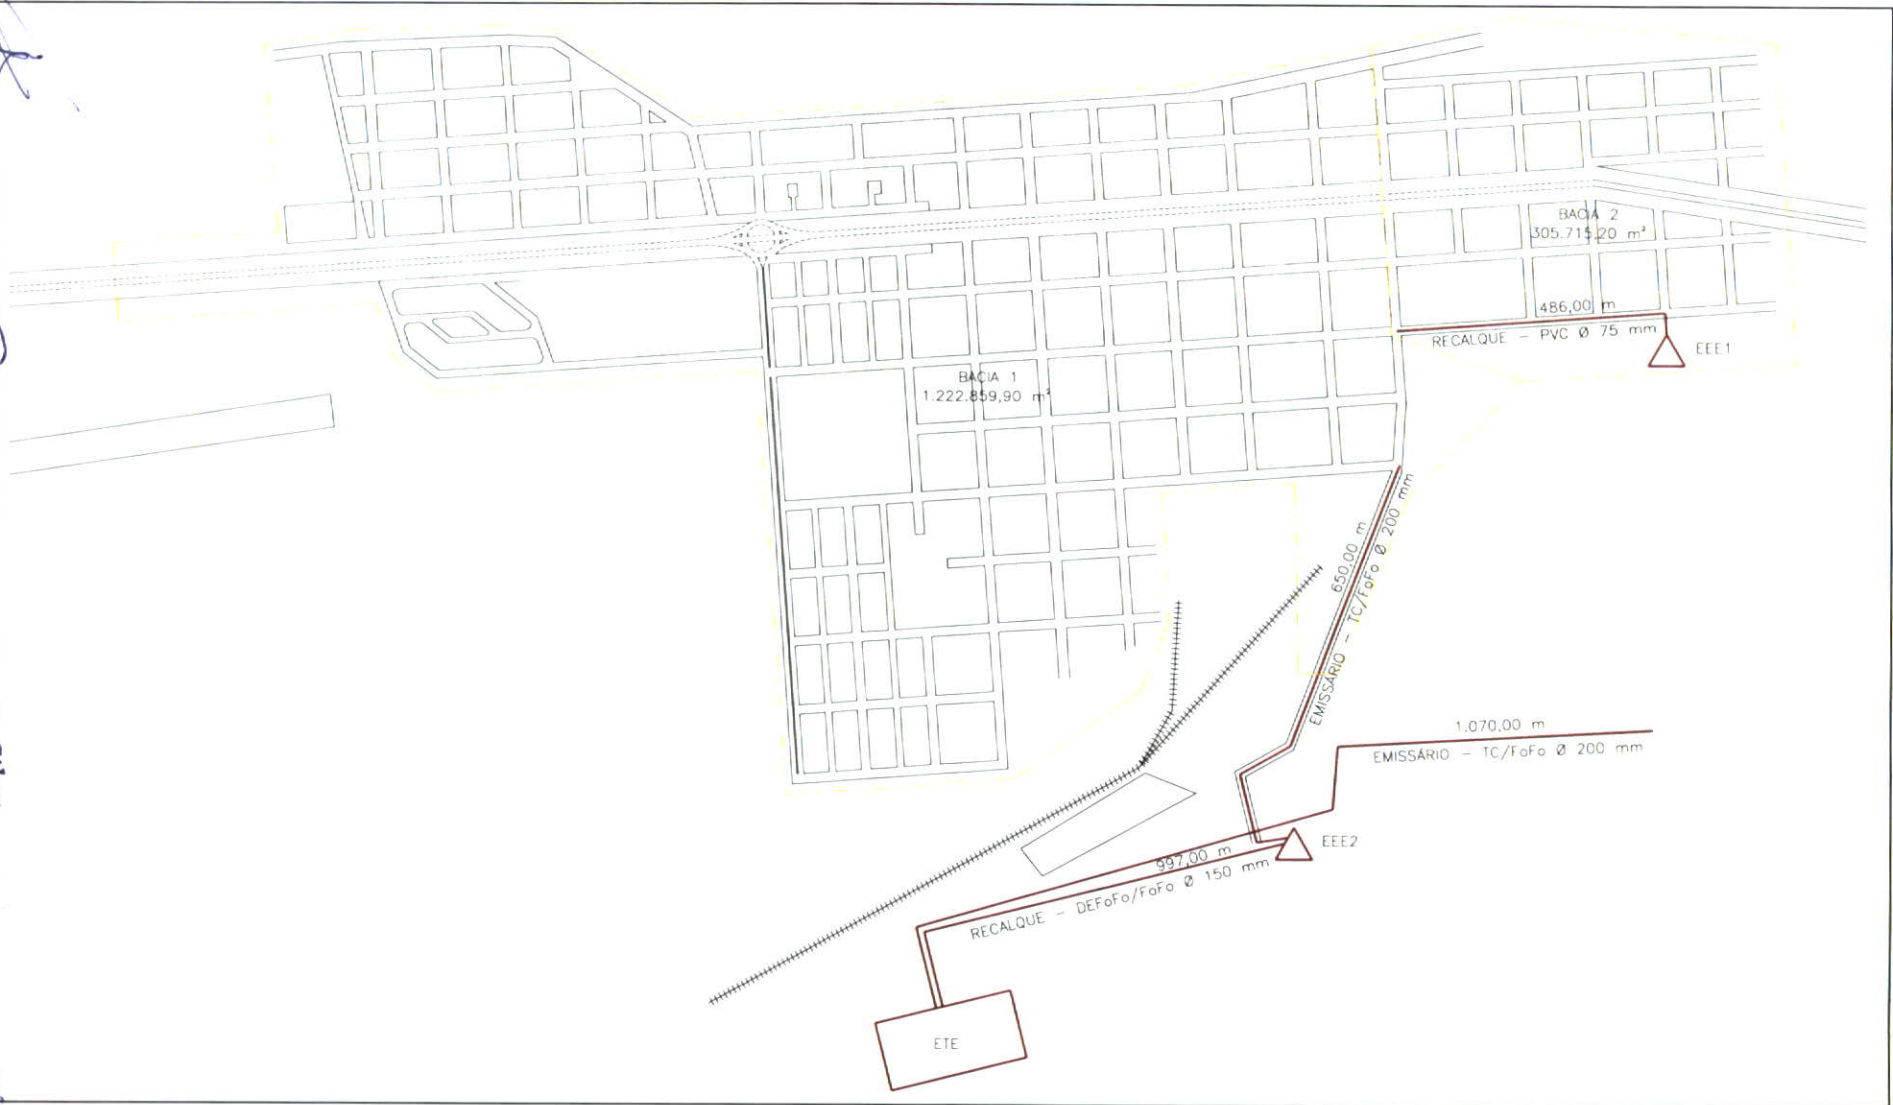 BACIA 2
305.715,20 m²
486,00 m
RECALQUE - PVC Ø 75 mm
EEE1
BACIA 1
1.222.859,90 m²
650,00 m
EMISSÁRIO - TC/FoFo Ø 200 mm
1.070,00 m
EMISSÁRIO - TC/FoFo Ø 200 mm
EEE2
997,00 m
RECALQUE - DEFoFo/FoFo Ø 150 mm
ETE